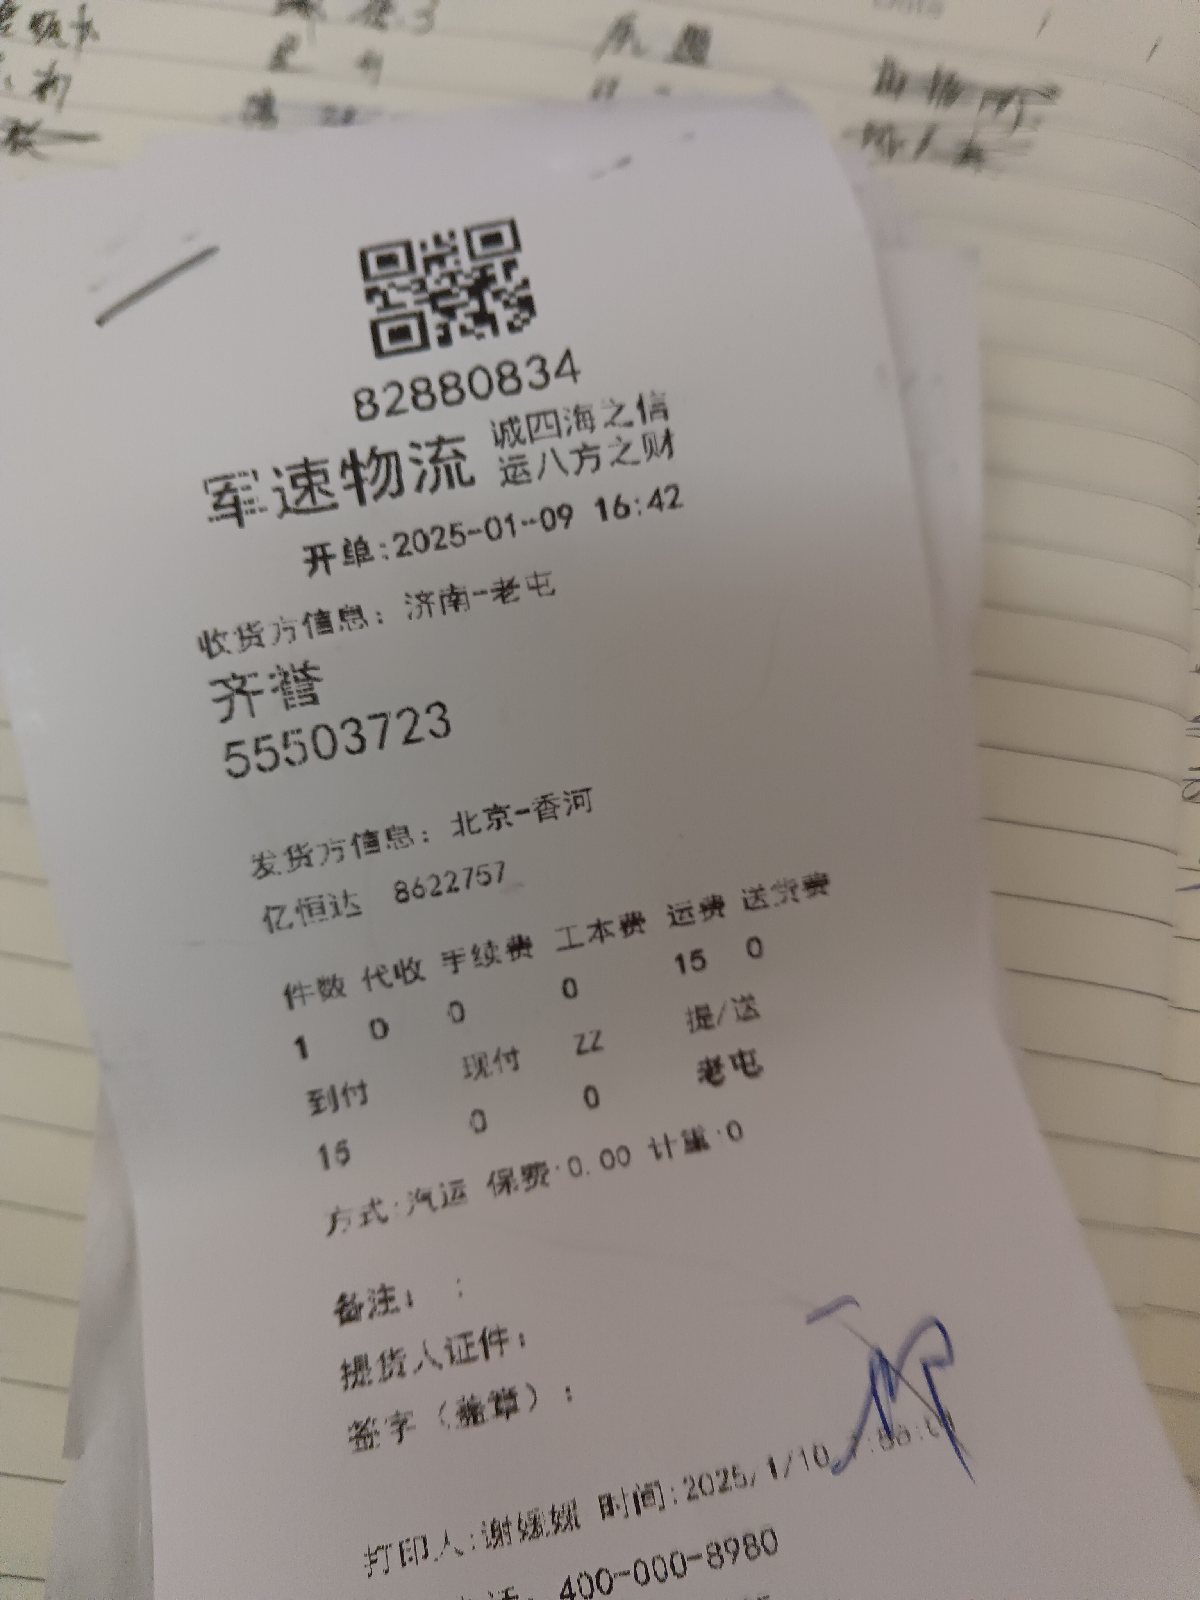 82880834
军速物流 诚四海之信
运八方之财
开单:2025-01-09 16:42
收货方信息: 济南-老屯
齐誉
55503723
发货方信息: 北京-香河
亿恒达 8622757
件数 代收 手续费 工本费 运费 送货费
1 0 0 0 15 0
到付 现付 ZZ 提/送
15 0 0 老屯
方式:汽运 保费:0.00 计重:0
备注: :
提货人证件:
签字（盖章）:
打印人:谢媛媛 时间:2025/1/10
400-000-8980